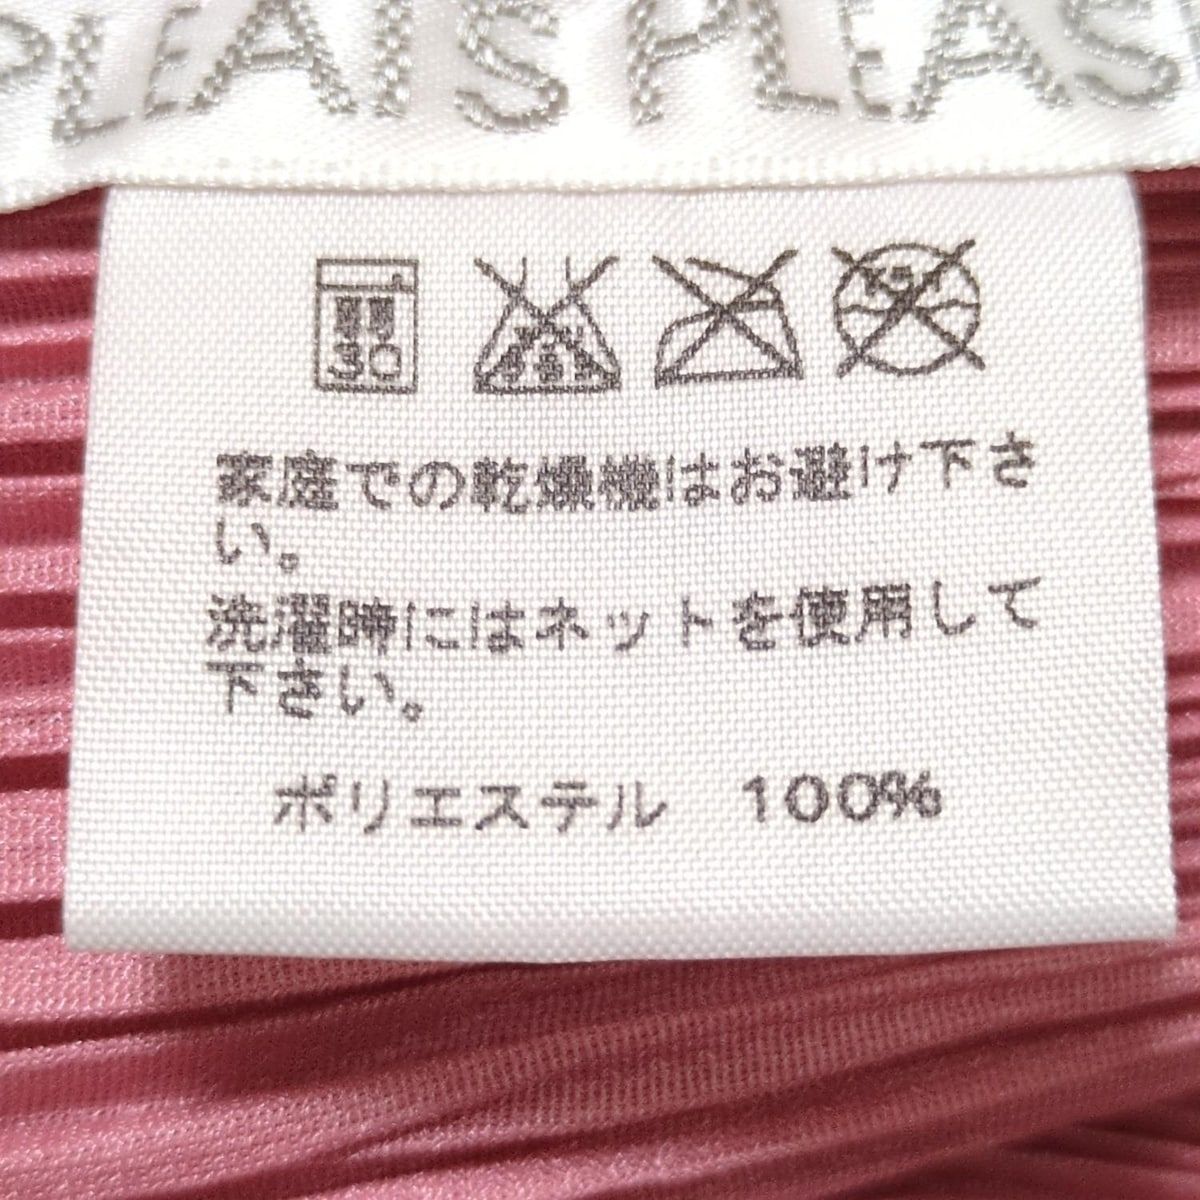 PLEATS PLEAS
30
家庭での乾燥機はお避け下さ
い。
洗濯時にはネットを使用して
下さい。
ポリエステル 100%